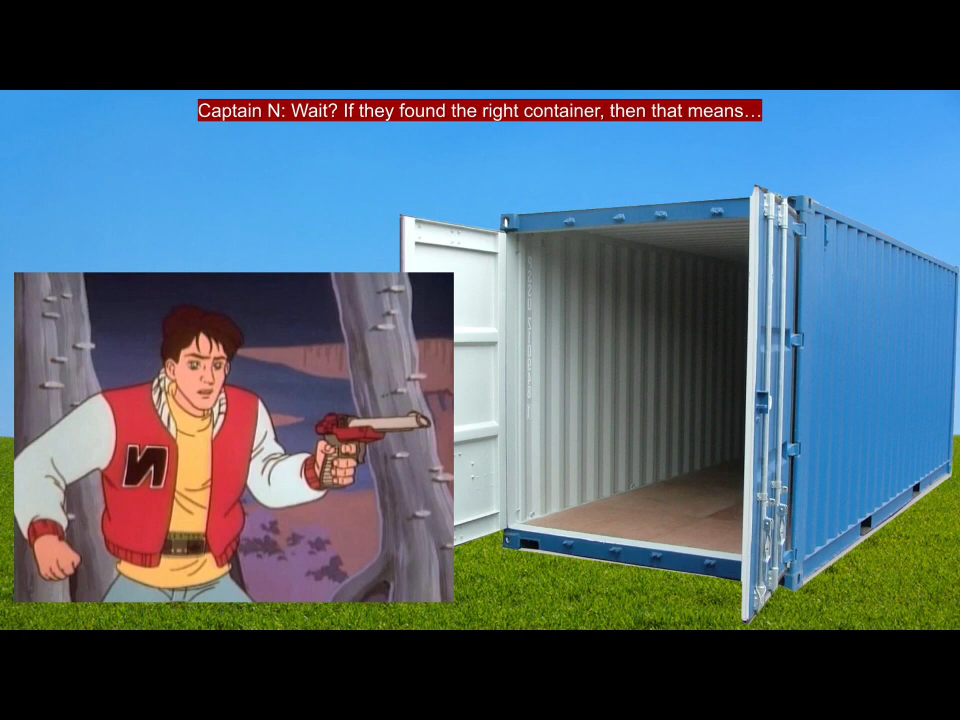 Captain N: Wait? If they found the right container, then that means…
N